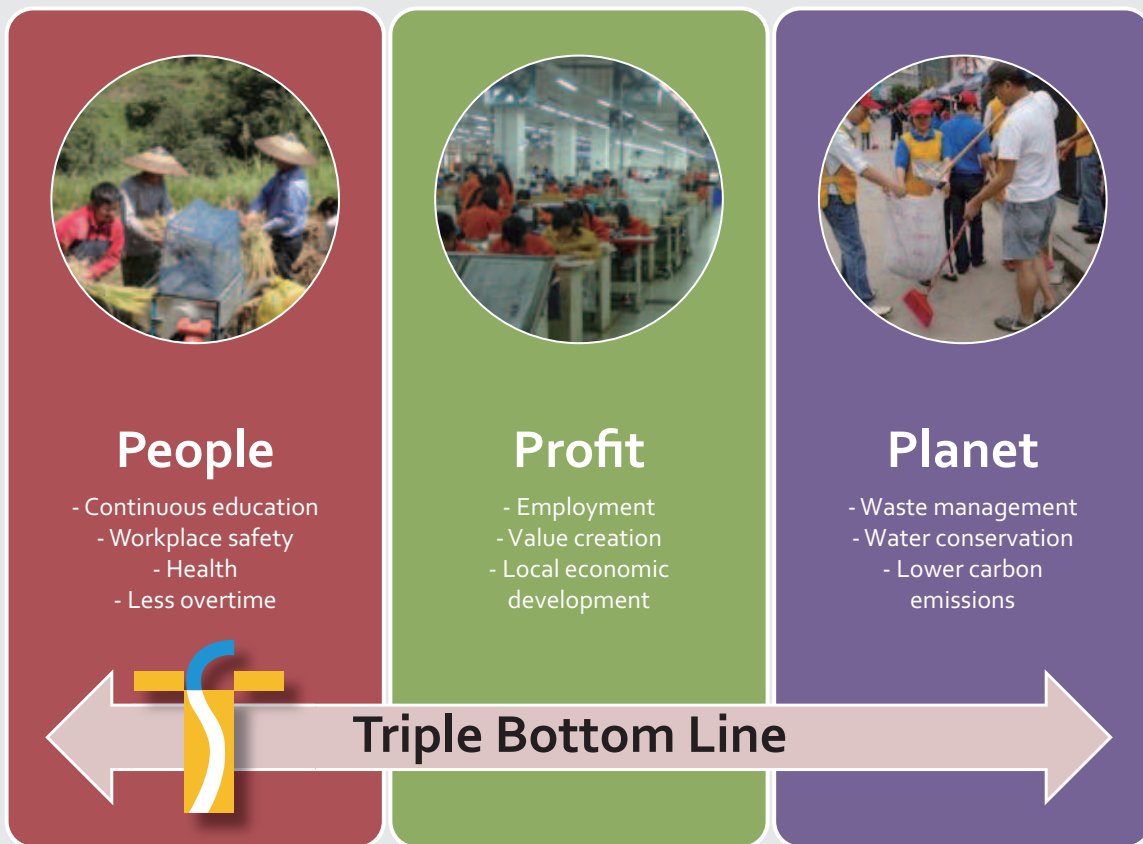 People
- Continuous education
- Workplace safety
- Health
- Less overtime
Profit
- Employment
- Value creation
- Local economic
development
Planet
- Waste management
- Water conservation
- Lower carbon
emissions
Triple Bottom Line